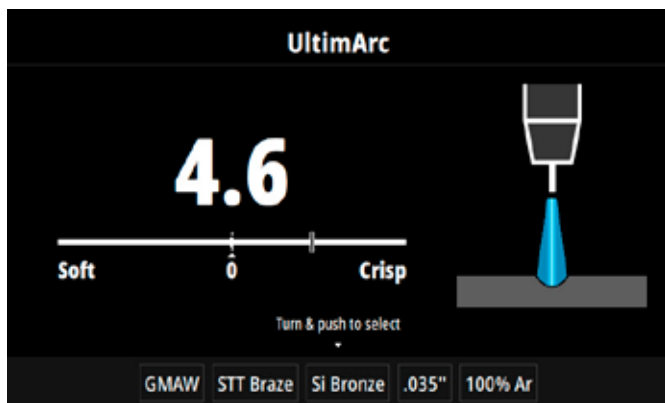 UltimArc
4.6
Soft 0 Crisp
Turn & push to select
GMAW STT Braze Si Bronze .035" 100% Ar